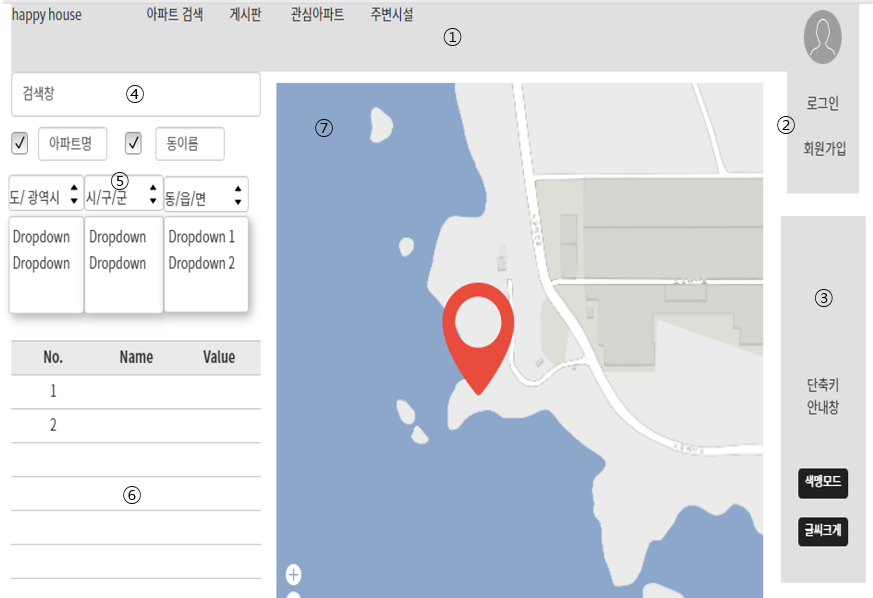 happy house 아파트 검색 게시판 관심아파트 주변시설
①
로그인
②
회원가입
④
검색창
아파트명 동이름
⑤
도/ 광역시 시/구/군 동/읍/면
Dropdown Dropdown Dropdown 1
Dropdown Dropdown Dropdown 2
No. Name Value
1
2
⑥
⑦
③
단축키
안내창
색맹모드
글씨크게